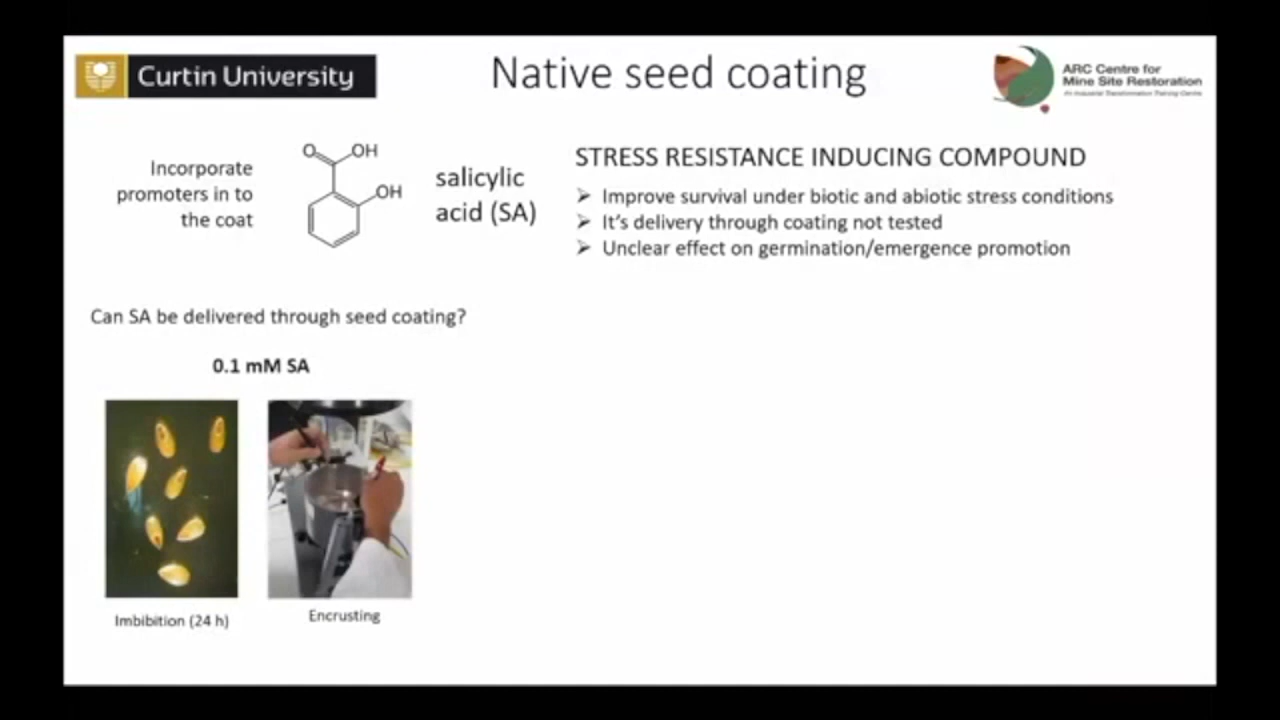 Curtin University
Native seed coating
ARC Centre for
Mine Site Restoration
An Industrial Transformation Training Centre
Incorporate
promoters in to
the coat
O
OH
OH
salicylic
acid (SA)
STRESS RESISTANCE INDUCING COMPOUND
➢ Improve survival under biotic and abiotic stress conditions
➢ It's delivery through coating not tested
➢ Unclear effect on germination/emergence promotion
Can SA be delivered through seed coating?
0.1 mM SA
Imbibition (24 h)
Encrusting